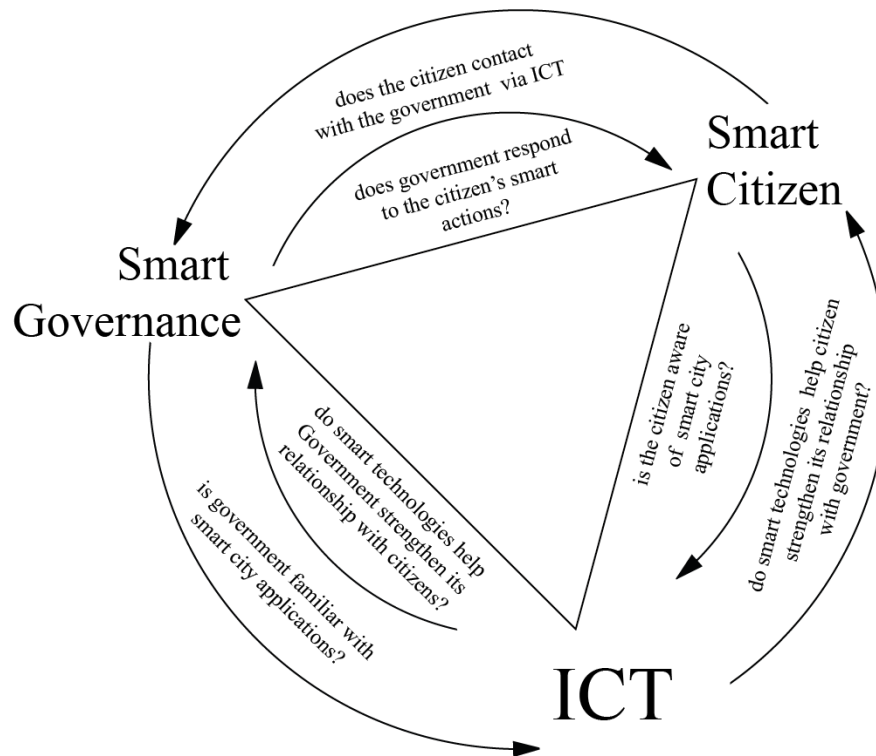 does the citizen contact
with the government via ICT
does government respond
to the citizen's smart
actions?
Smart
Citizen
Smart
Governance
is the citizen aware
of smart city
applications?
do smart technologies help citizen
strengthen its relationship
with government?
do smart technologies help
Government strengthen its
relationship with citizens?
is government familiar with
smart city applications?
ICT